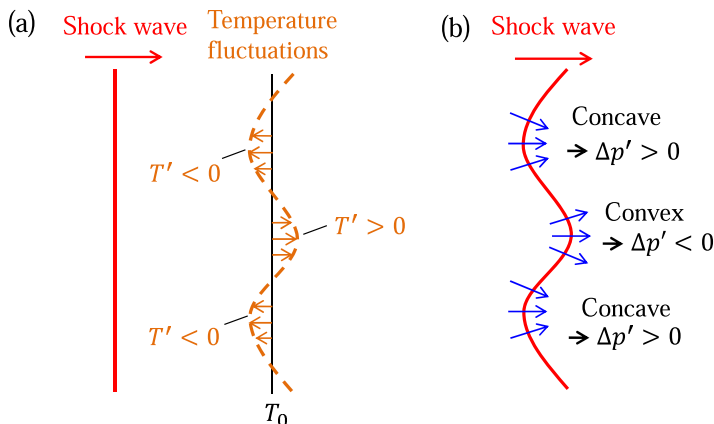 (a)
Shock wave
Temperature
fluctuations
T′ < 0
T′ > 0
T′ < 0
T₀
(b)
Shock wave
Concave
→ Δp′ > 0
Convex
→ Δp′ < 0
Concave
→ Δp′ > 0